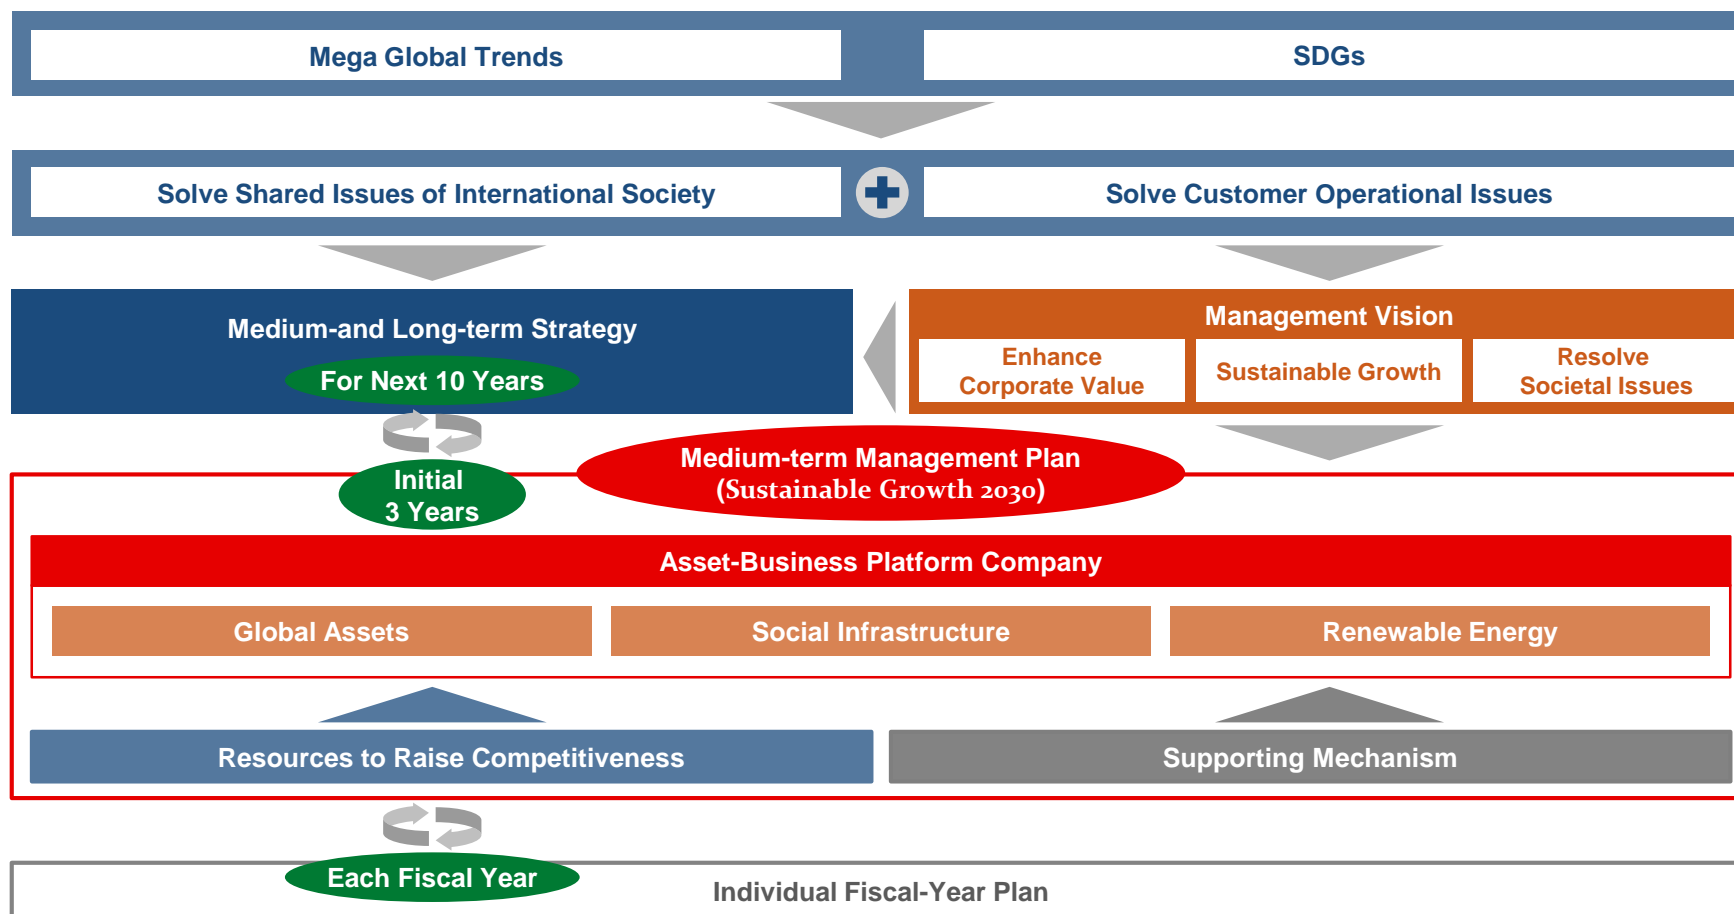 Mega Global Trends
SDGs
Solve Shared Issues of International Society
Solve Customer Operational Issues
Medium-and Long-term Strategy
For Next 10 Years
Management Vision
Enhance
Corporate Value
Sustainable Growth
Resolve
Societal Issues
Initial
3 Years
Medium-term Management Plan
(Sustainable Growth 2030)
Asset-Business Platform Company
Global Assets
Social Infrastructure
Renewable Energy
Resources to Raise Competitiveness
Supporting Mechanism
Each Fiscal Year
Individual Fiscal-Year Plan